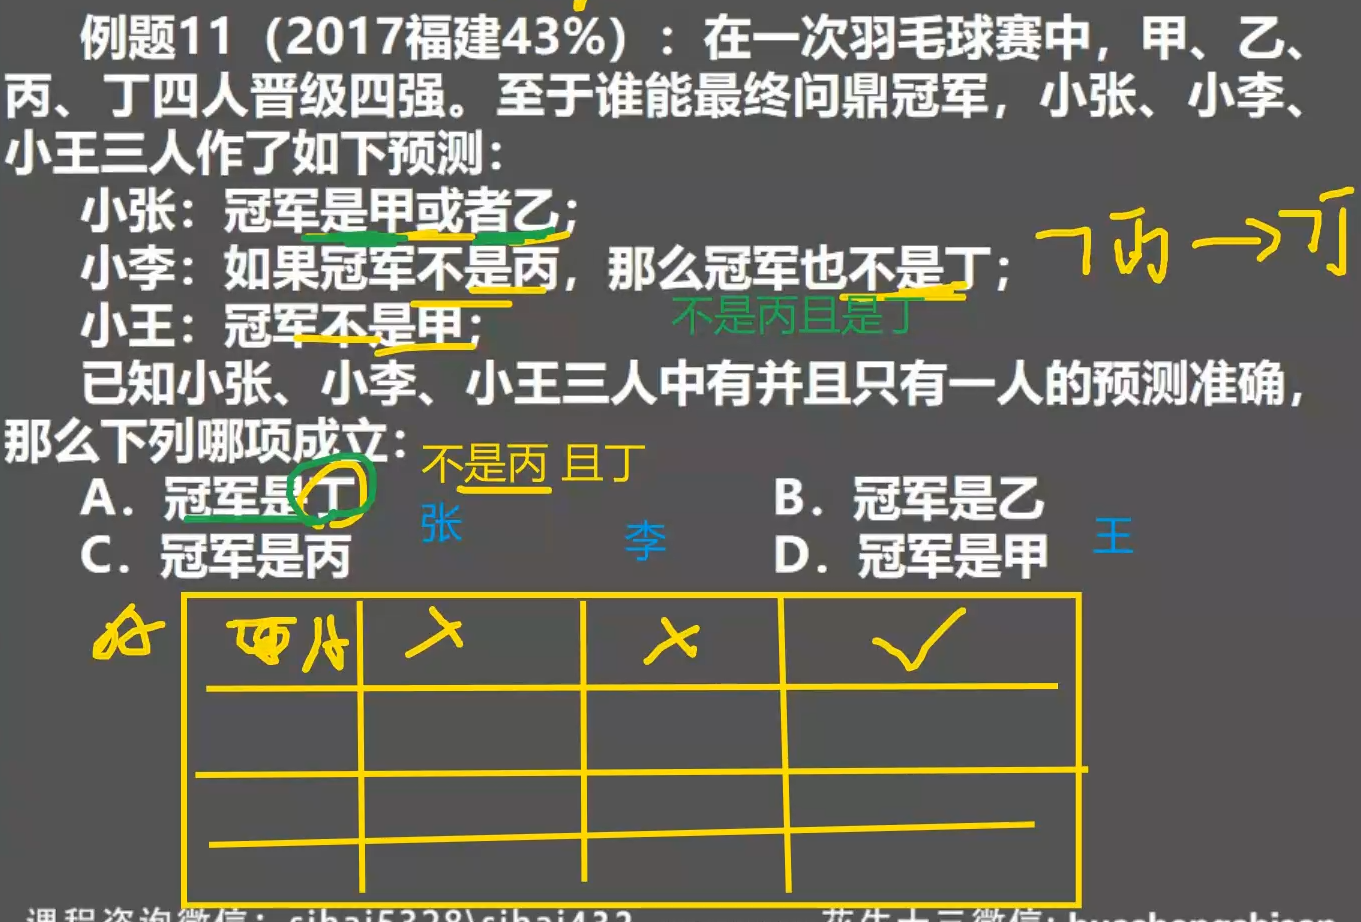 例题11（2017福建43%）：在一次羽毛球赛中，甲、乙、
丙、丁四人晋级四强。至于谁能最终问鼎冠军，小张、小李、
小王三人作了如下预测：
小张：冠军是甲或者乙；
小李：如果冠军不是丙，那么冠军也不是丁；
¬丙→¬丁
不是丙且是丁
小王：冠军不是甲；
已知小张、小李、小王三人中有并且只有一人的预测准确，
那么下列哪项成立：
不是丙 且丁
A．冠军是丁
B．冠军是乙
张
李
王
C．冠军是丙
D．冠军是甲